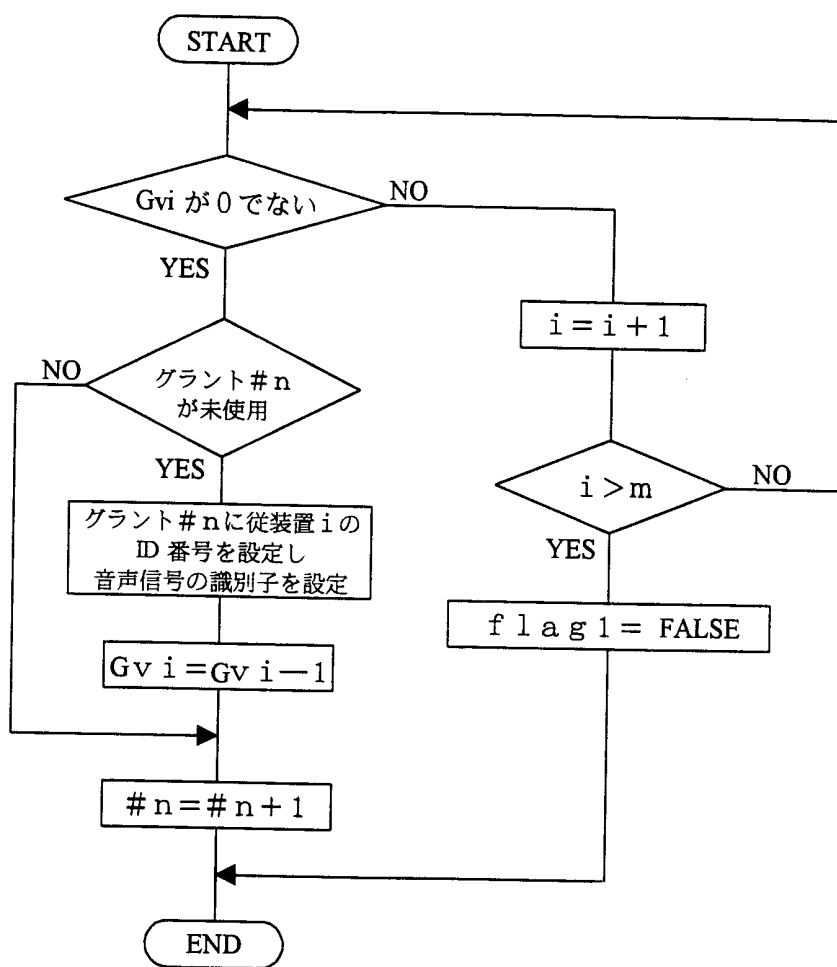 START
Gvi が 0 でない
NO
YES
i=i+1
グラント#n
が未使用
NO
YES
i>m
NO
YES
グラント#nに従装置iの
ID 番号を設定し
音声信号の識別子を設定
flag1= FALSE
Gvi=Gvi-1
#n=#n+1
END